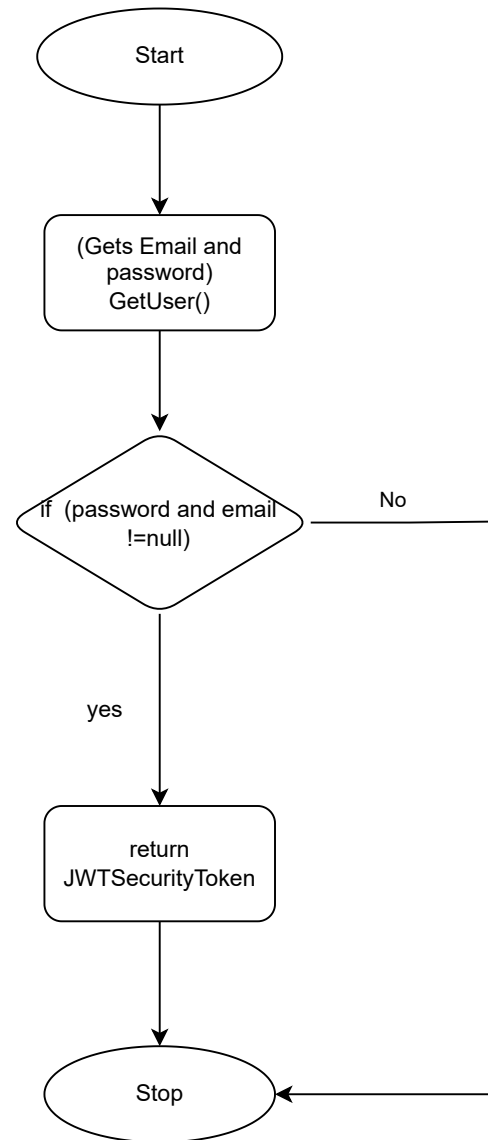 Start
(Gets Email and
password)
GetUser()
if  (password and email
!=null)
No
yes
return
JWTSecurityToken
Stop